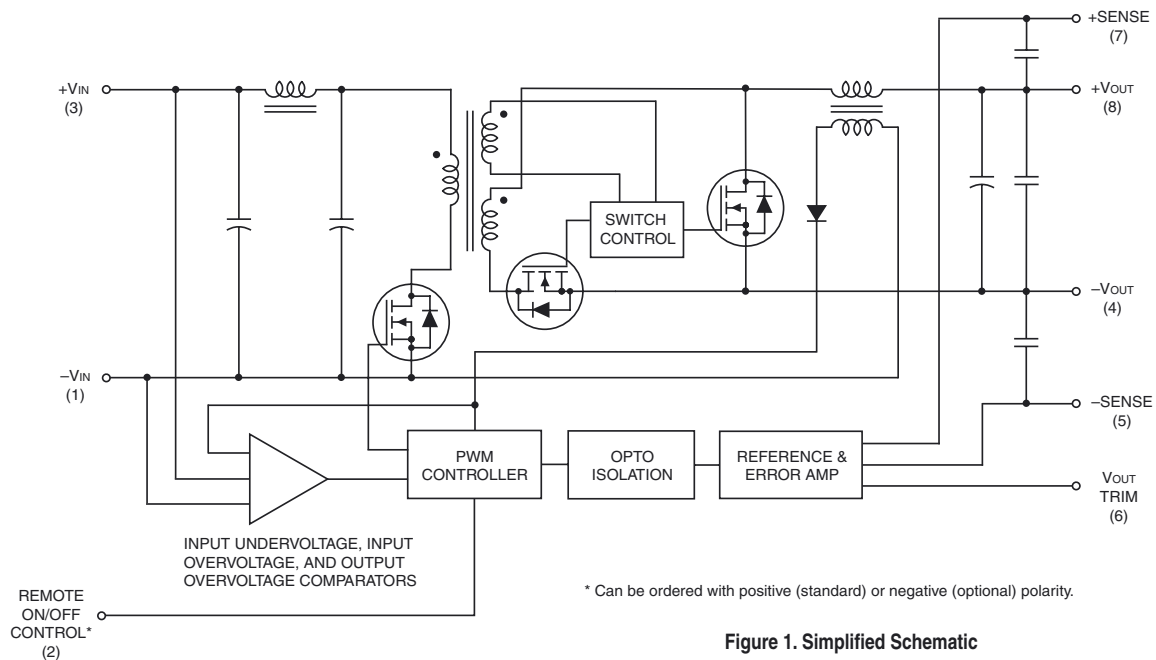 +SENSE
(7)
+VIN
(3)
+VOUT
(8)
SWITCH
CONTROL
–VOUT
(4)
–VIN
(1)
–SENSE
(5)
PWM
CONTROLLER
OPTO
ISOLATION
REFERENCE &
ERROR AMP
VOUT
TRIM
(6)
INPUT UNDERVOLTAGE, INPUT
OVERVOLTAGE, AND OUTPUT
OVERVOLTAGE COMPARATORS
REMOTE
ON/OFF
CONTROL*
(2)
* Can be ordered with positive (standard) or negative (optional) polarity.
Figure 1. Simplified Schematic